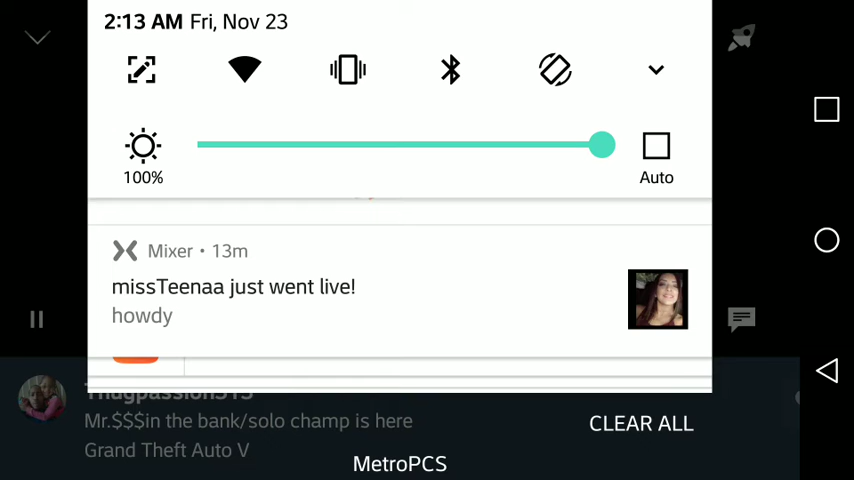 2:13 AM Fri, Nov 23
100%
Auto
Mixer • 13m
missTeenaa just went live!
howdy
Thugpassion313
Mr.$$$in the bank/solo champ is here
Grand Theft Auto V
CLEAR ALL
MetroPCS